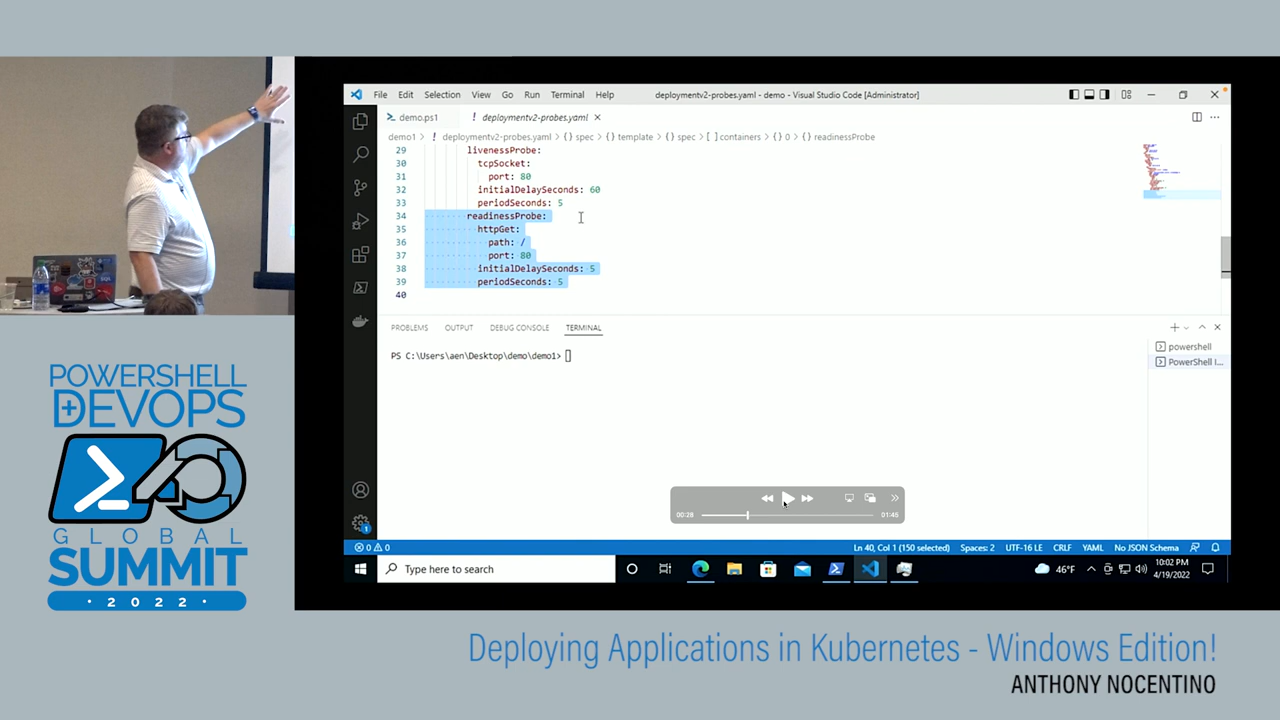 File Edit Selection View Go Run Terminal Help
deploymentv2-probes.yaml - demo - Visual Studio Code [Administrator]
demo.ps1
! deploymentv2-probes.yaml ×
demo1 > ! deploymentv2-probes.yaml > {} spec > {} template > {} spec > [ ] containers > {} 0 > {} readinessProbe
29 livenessProbe:
30 tcpSocket:
31 port: 80
32 initialDelaySeconds: 60
33 periodSeconds: 5
34 readinessProbe:
35 httpGet:
36 path: /
37 port: 80
38 initialDelaySeconds: 5
39 periodSeconds: 5
40
PROBLEMS OUTPUT DEBUG CONSOLE TERMINAL
powershell
PowerShell I...
PS C:\Users\aen\Desktop\demo\demo1>
00:28 01:46
0 0 Ln 40, Col 1 (150 selected) Spaces: 2 UTF-16 LE CRLF YAML No JSON Schema
Type here to search
46°F
10:02 PM
4/19/2022
POWERSHELL
+DEVOPS
GLOBAL
SUMMIT
· 2022 ·
Deploying Applications in Kubernetes - Windows Edition!
ANTHONY NOCENTINO